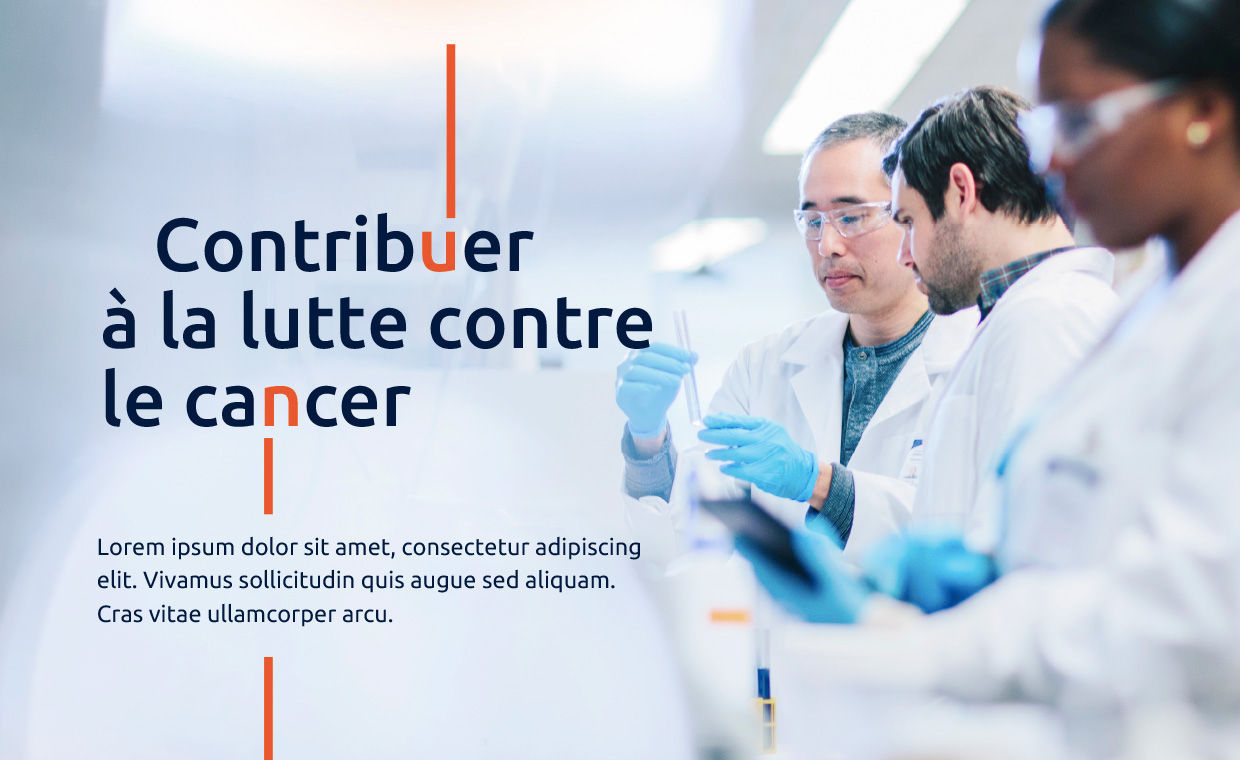 Contribuer
à la lutte contre
le cancer
Lorem ipsum dolor sit amet, consectetur adipiscing
elit. Vivamus sollicitudin quis augue sed aliquam.
Cras vitae ullamcorper arcu.